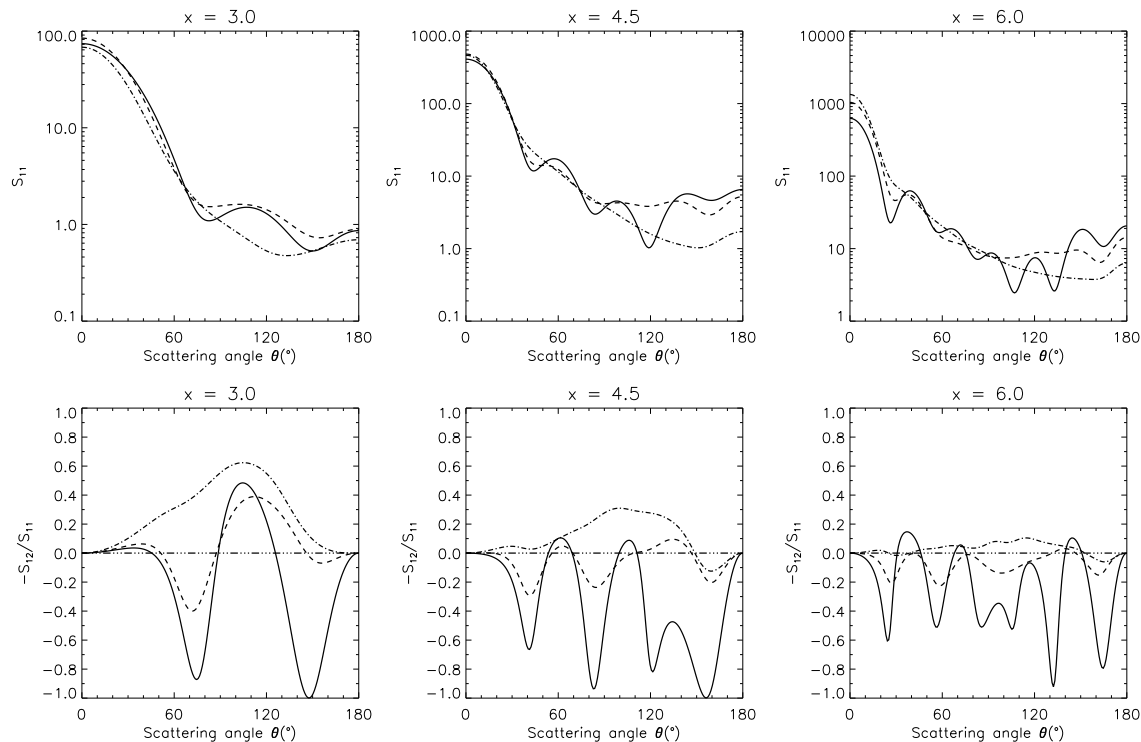 x = 3.0
x = 4.5
x = 6.0
100.0
10.0
1.0
0.1
S11
0 60 120 180
Scattering angle θ(°)
1000.0
100.0
10.0
1.0
0.1
S11
0 60 120 180
Scattering angle θ(°)
10000
1000
100
10
1
S11
0 60 120 180
Scattering angle θ(°)
x = 3.0
x = 4.5
x = 6.0
1.0
0.8
0.6
0.4
0.2
0.0
−0.2
−0.4
−0.6
−0.8
−1.0
−S12/S11
0 60 120 180
Scattering angle θ(°)
1.0
0.8
0.6
0.4
0.2
0.0
−0.2
−0.4
−0.6
−0.8
−1.0
−S12/S11
0 60 120 180
Scattering angle θ(°)
1.0
0.8
0.6
0.4
0.2
0.0
−0.2
−0.4
−0.6
−0.8
−1.0
−S12/S11
0 60 120 180
Scattering angle θ(°)